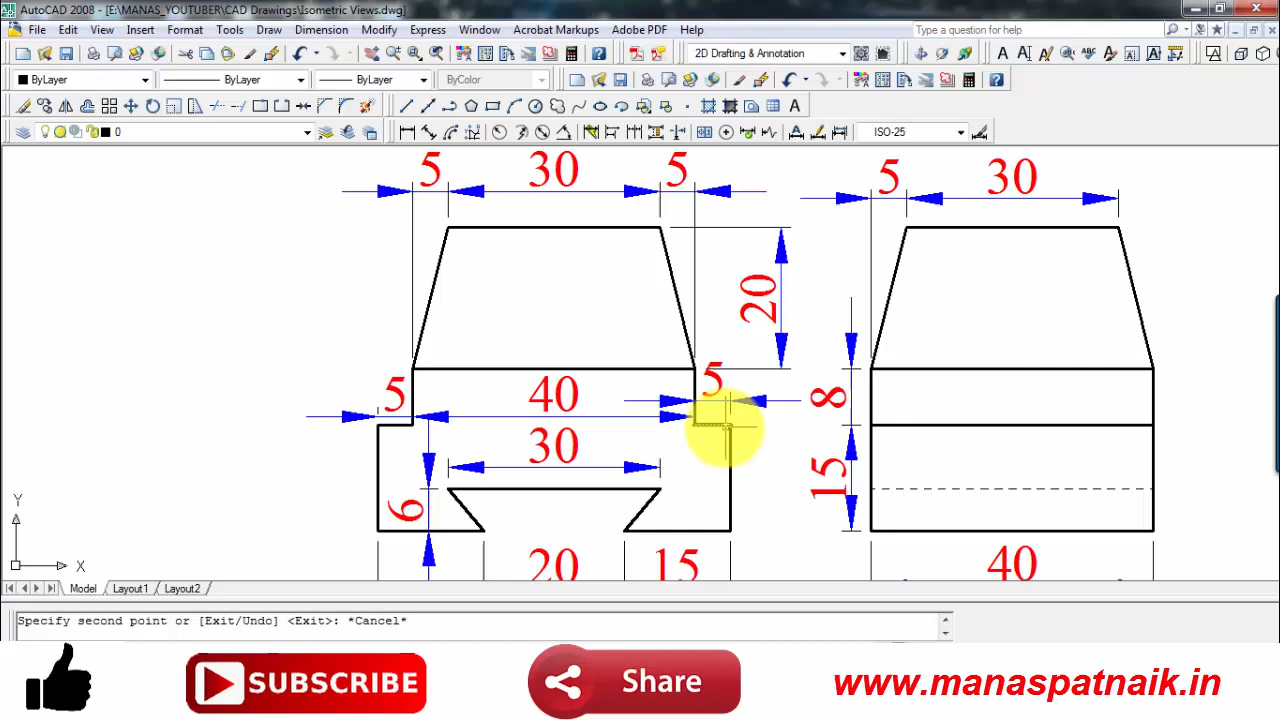 AutoCAD 2008 - [E:\MANAS_YOUTUBER\CAD Drawings\Isometric Views.dwg]
File Edit View Insert Format Tools Draw Dimension Modify Express Window Acrobat Markups Adobe PDF Help Type a question for help
2D Drafting & Annotation
ByLayer ByLayer ByLayer ByColor
0 ISO-25
5 30 5 5 30
20
5 40 5 8
30
6 15
20 15 40
Y
X
Model Layout1 Layout2
Specify second point or [Exit/Undo] <Exit>: *Cancel*
SUBSCRIBE Share www.manaspatnaik.in